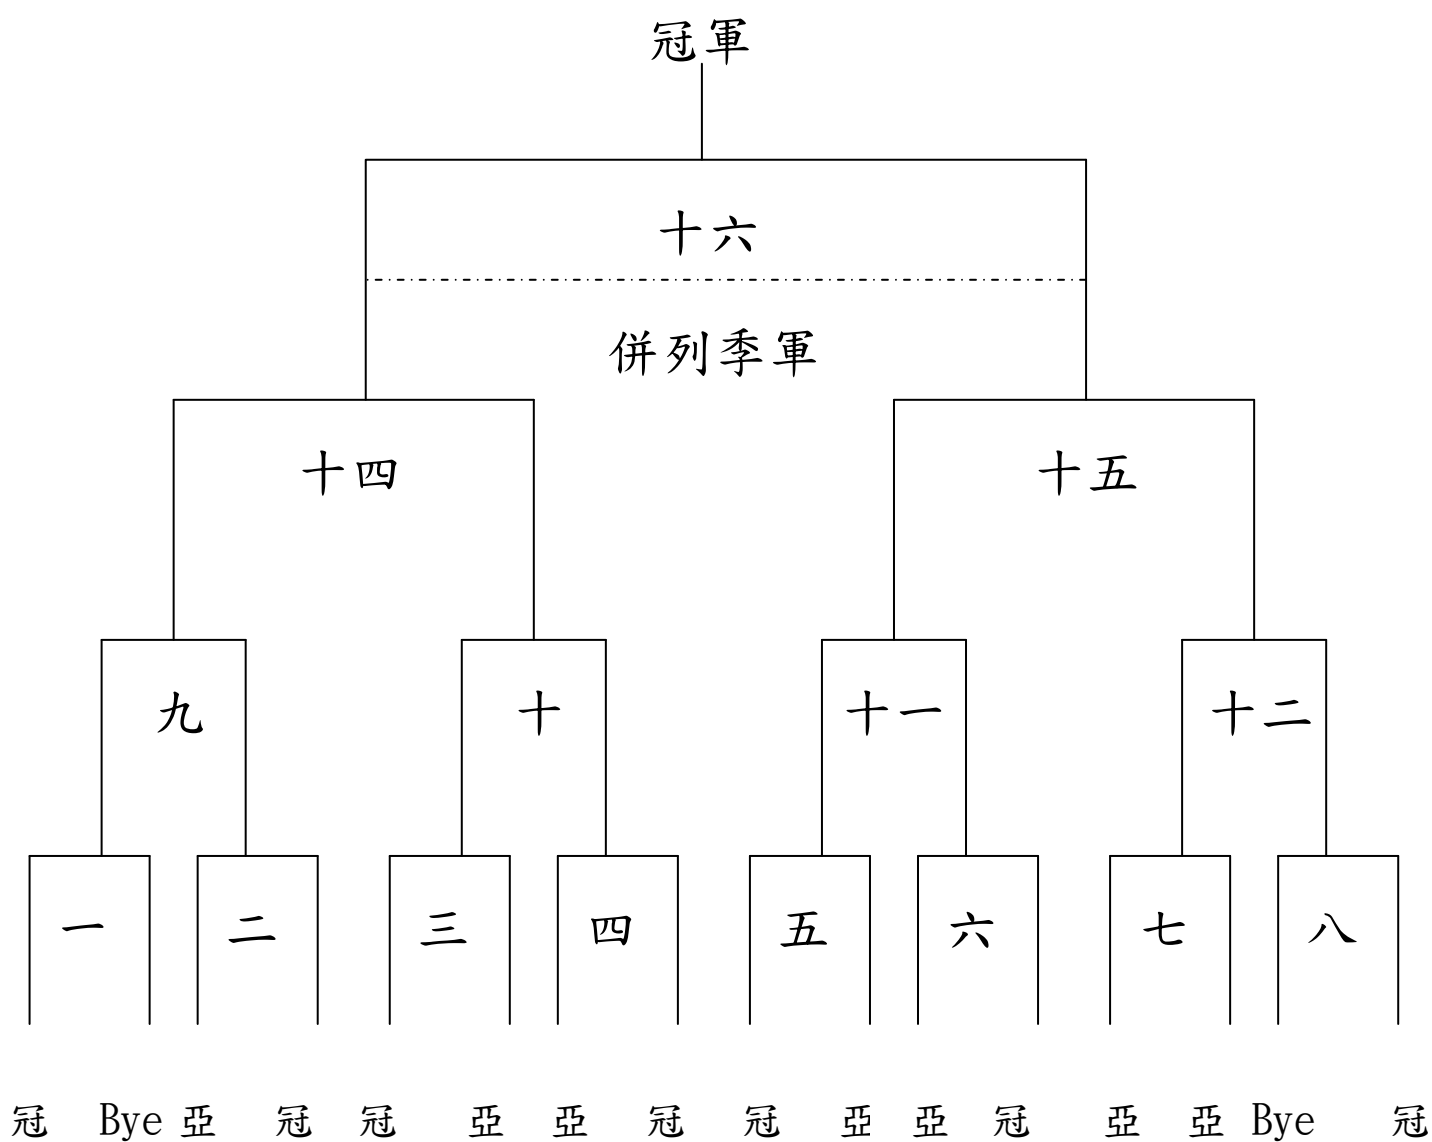 冠軍
十六
併列季軍
十四 十五
九 十 十一 十二
一 二 三 四 五 六 七 八
冠 Bye 亞 冠 冠 亞 亞 冠 冠 亞 亞 冠 亞 亞 Bye 冠